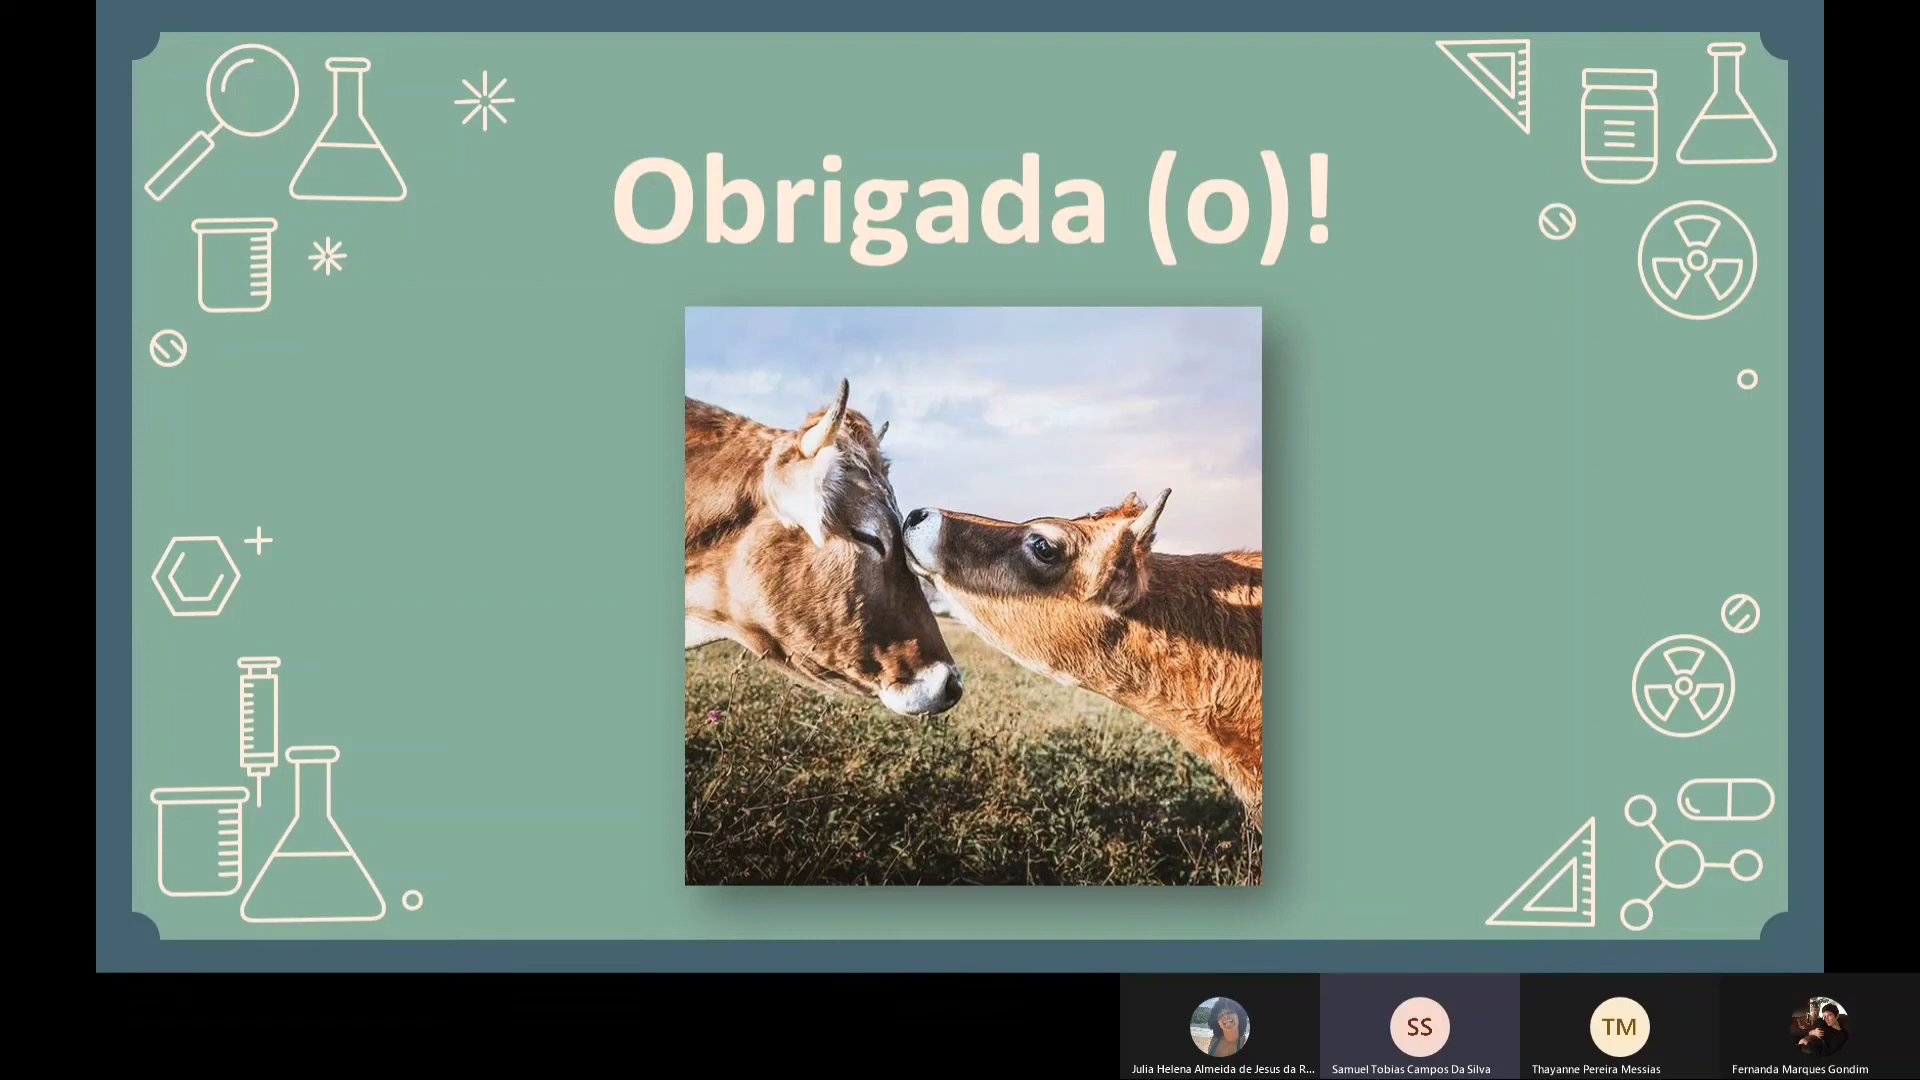 Obrigada (o)!
SS
TM
Julia Helena Almeida de Jesus da R...
Samuel Tobias Campos Da Silva
Thayanne Pereira Messias
Fernanda Marques Gondim